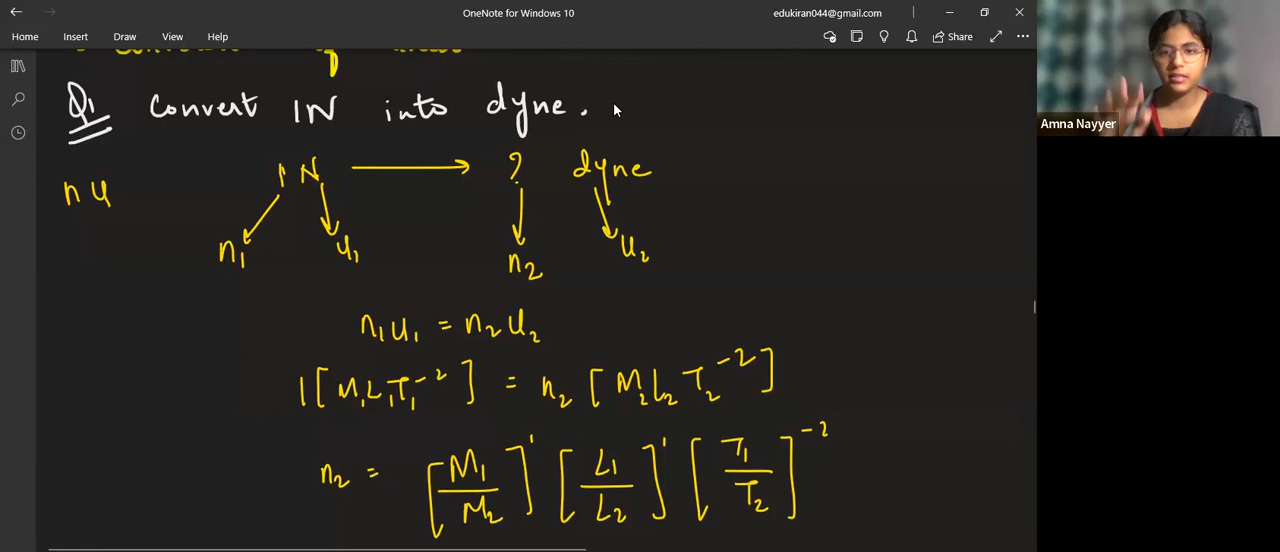 OneNote for Windows 10
edukiran044@gmail.com
Home Insert Draw View Help
Share
Amna Nayyer
of
Q1 Convert 1N into dyne.
n u
1 N ⟶ ? dyne
n₁ u₁ n₂ u₂
n₁u₁ = n₂u₂
1[M₁L₁T₁⁻²] = n₂ [M₂L₂T₂⁻²]
n₂ = [M₁/M₂]¹ [L₁/L₂]¹ [T₁/T₂]⁻²